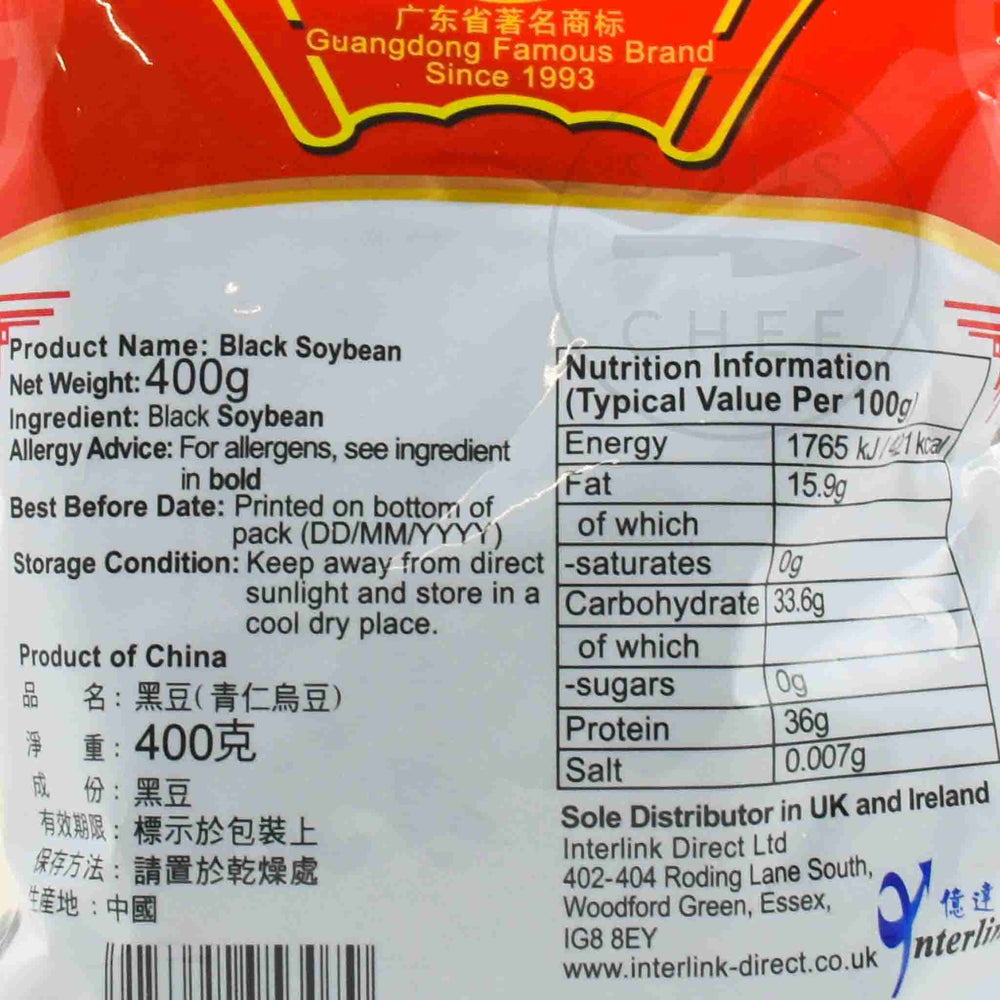 广东省著名商标
Guangdong Famous Brand
Since 1993
SOUS
CHEF
Product Name: Black Soybean
Net Weight: 400g
Ingredient: Black Soybean
Allergy Advice: For allergens, see ingredient
in bold
Best Before Date: Printed on bottom of
pack (DD/MM/YYYY)
Storage Condition: Keep away from direct
sunlight and store in a
cool dry place.
Product of China
品 名：黑豆(青仁烏豆)
淨 重：400克
成 份：黑豆
有效期限：標示於包裝上
保存方法：請置於乾燥處
生産地：中國
Nutrition Information
(Typical Value Per 100g)
Energy 1765 kJ/421kcal
Fat 15.9g
of which
-saturates 0g
Carbohydrate 33.6g
of which
-sugars 0g
Protein 36g
Salt 0.007g
Sole Distributor in UK and Ireland
Interlink Direct Ltd
402-404 Roding Lane South,
Woodford Green, Essex,
IG8 8EY
www.interlink-direct.co.uk
億達